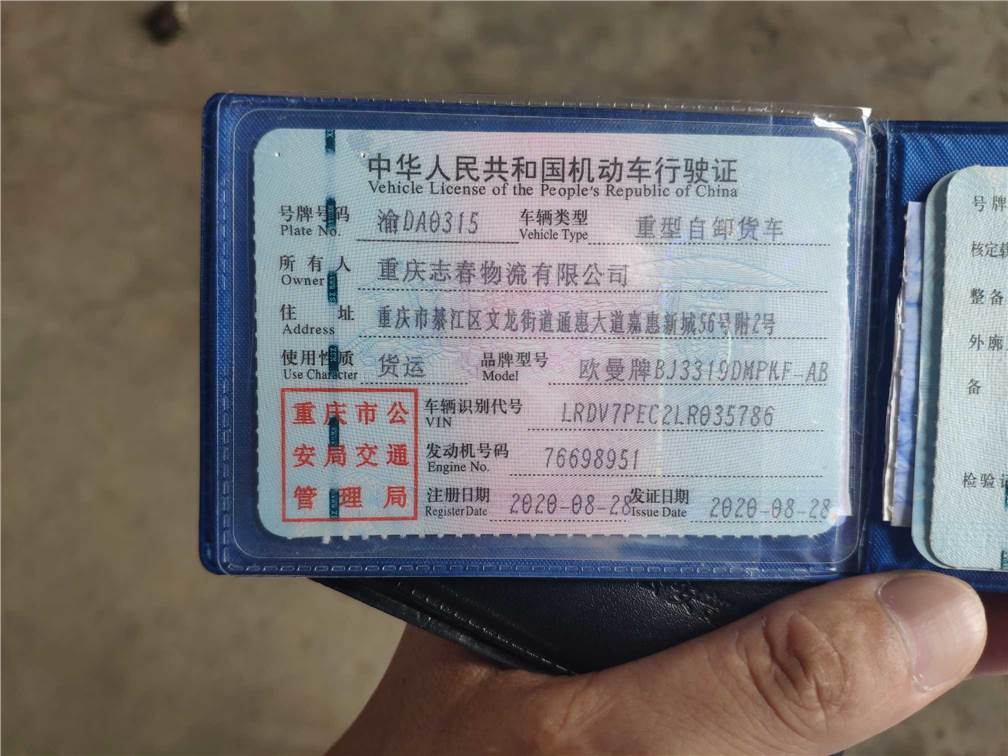 中华人民共和国机动车行驶证
Vehicle License of the People's Republic of China
号牌号码 渝DA0315 车辆类型 重型自卸货车
Plate No. Vehicle Type
所有人 重庆志春物流有限公司
Owner
住址 重庆市綦江区文龙街道通惠大道嘉惠新城56号附2号
Address
使用性质 货运 品牌型号 欧曼牌BJ3319DMPKF-AB
Use Character Model
重庆市公
安局交通
管理局
车辆识别代号 LRDV7PEC2LR035786
VIN
发动机号码 76698951
Engine No.
注册日期 2020-08-28 发证日期 2020-08-28
Register Date Issue Date
号牌
核定载
整备
外廓
备
检验